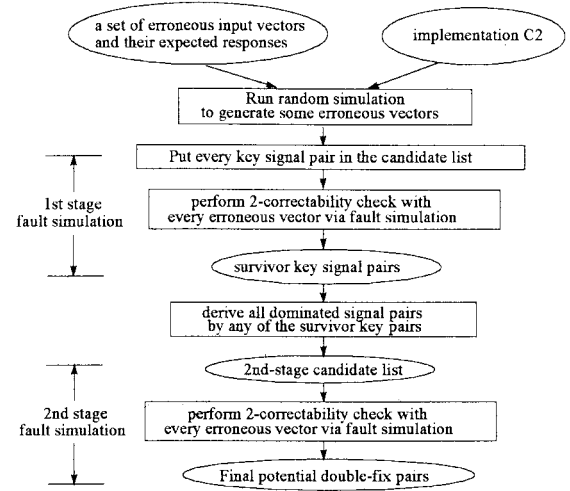 a set of erroneous input vectors
and their expected responses
implementation C2
Run random simulation
to generate some erroneous vectors
Put every key signal pair in the candidate list
1st stage
fault simulation
perform 2-correctability check with
every erroneous vector via fault simulation
survivor key signal pairs
derive all dominated signal pairs
by any of the survivor key pairs
2nd-stage candidate list
2nd stage
fault simulation
perform 2-correctability check with
every erroneous vector via fault simulation
Final potential double-fix pairs